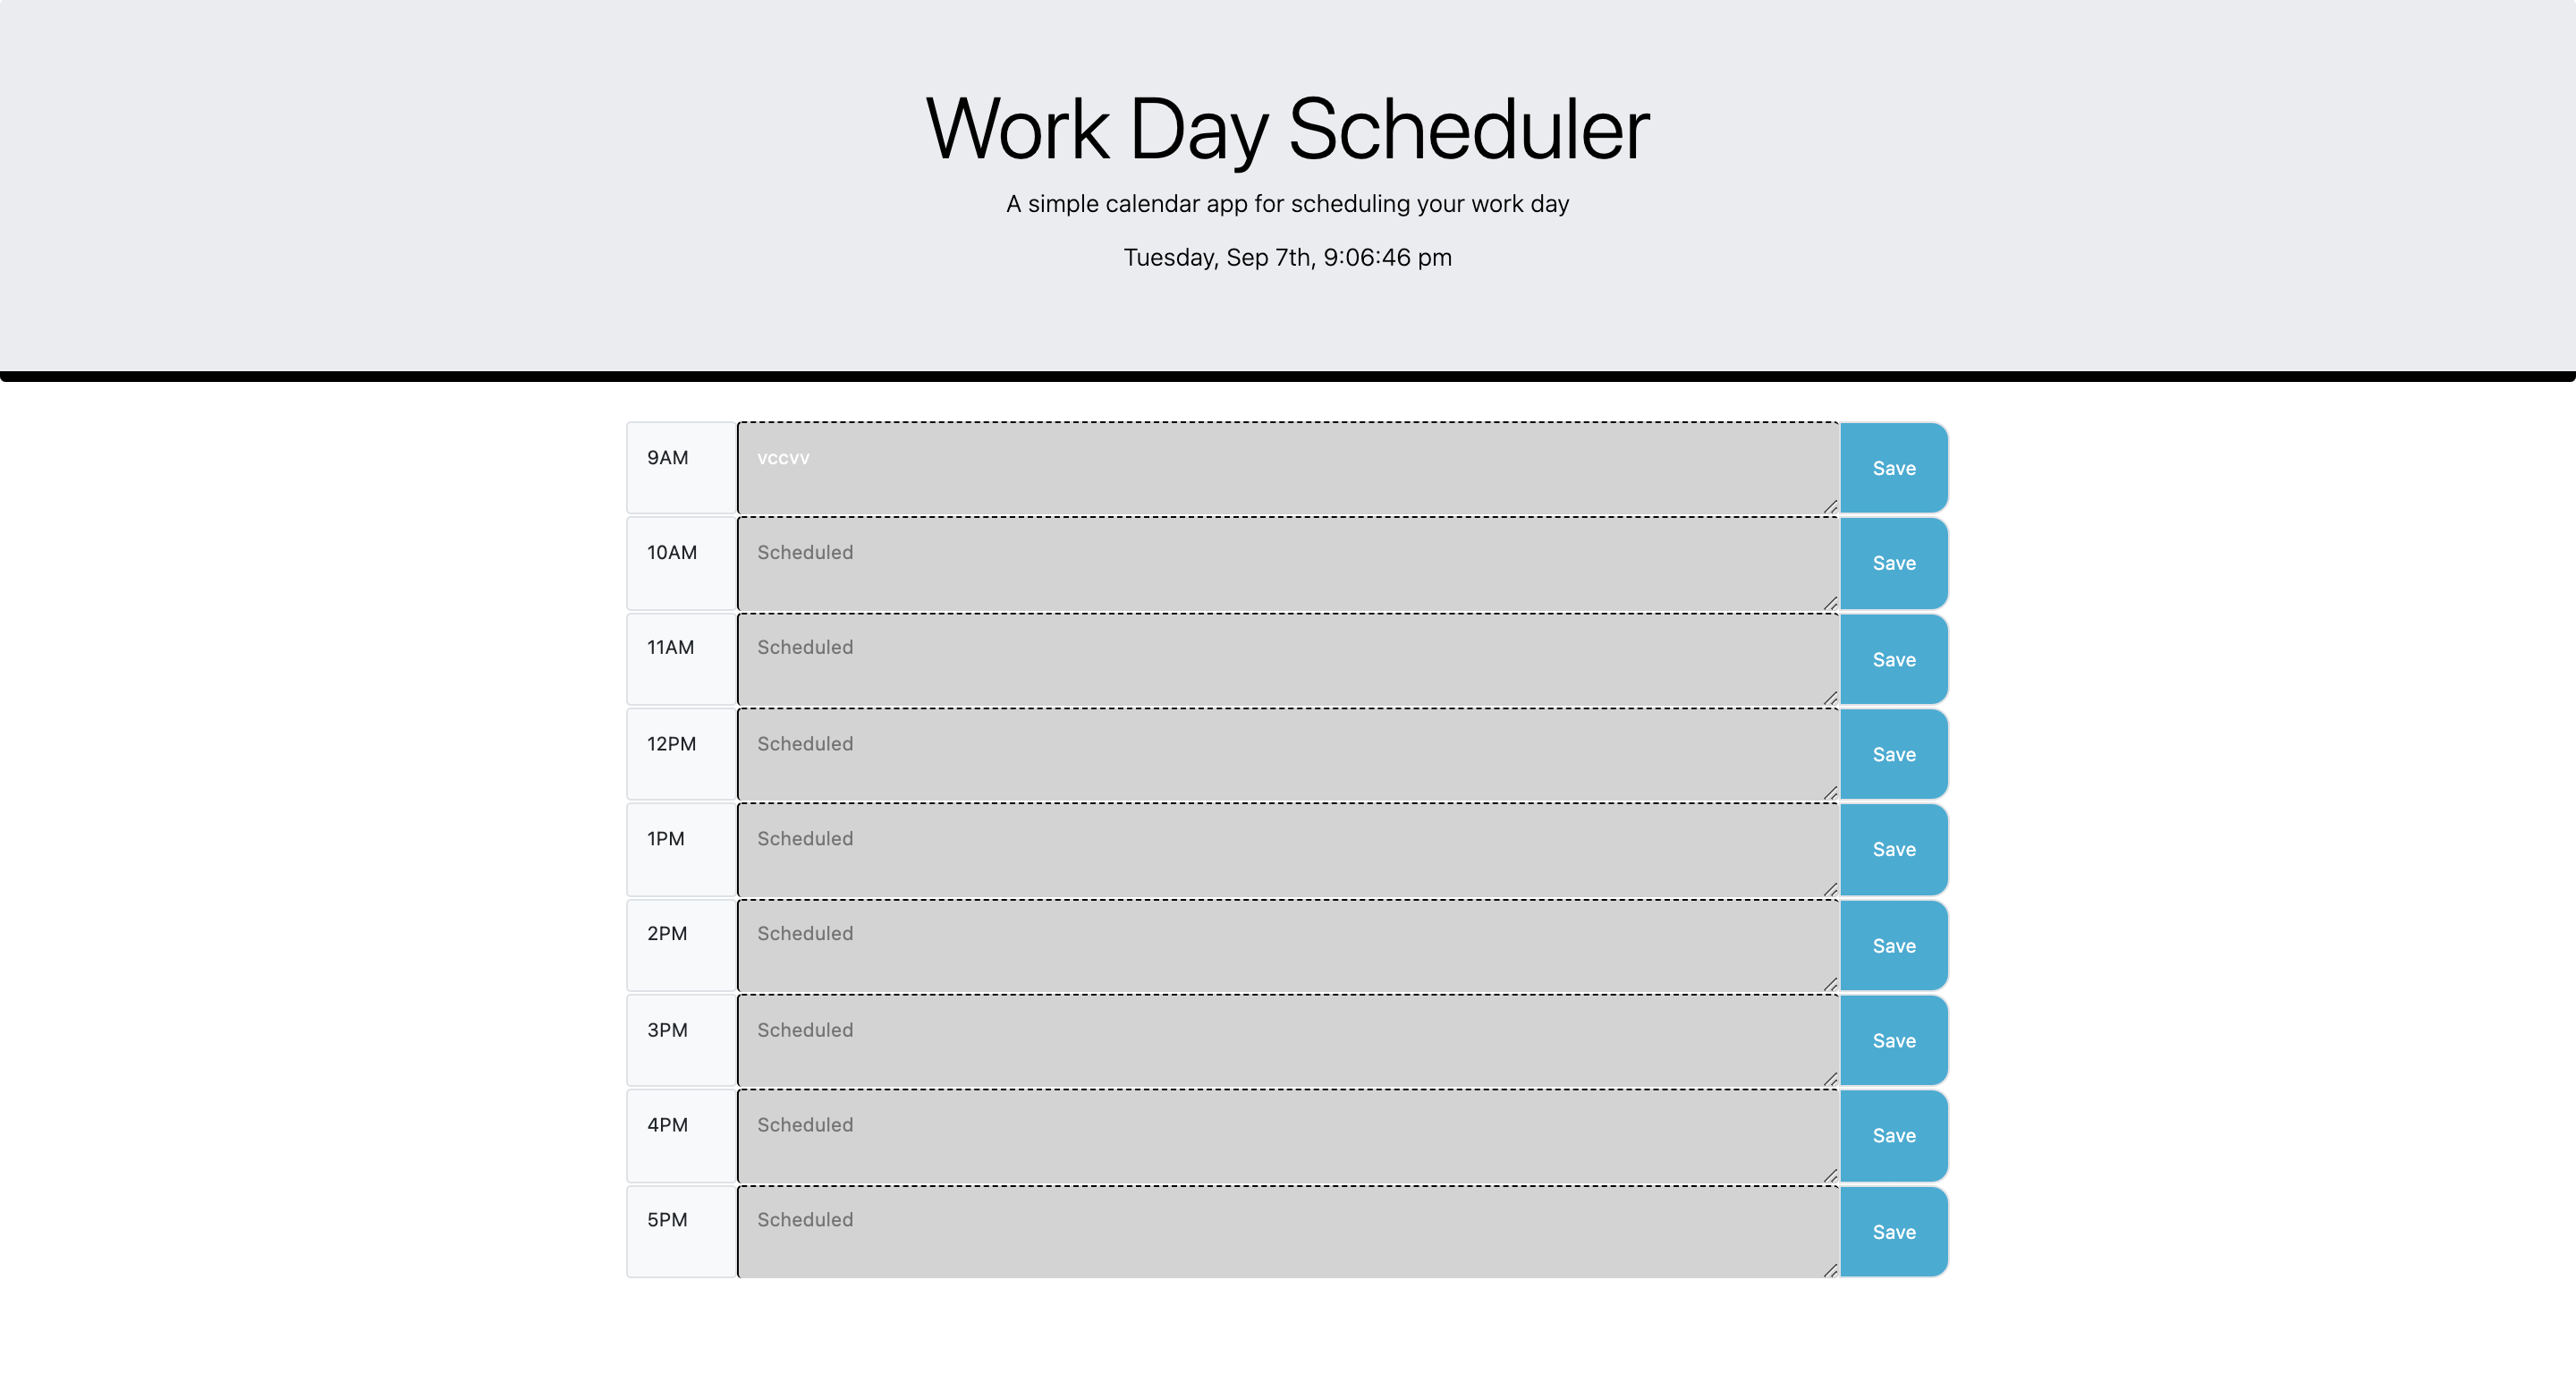 Work Day Scheduler
A simple calendar app for scheduling your work day
Tuesday, Sep 7th, 9:06:46 pm
9AM vccvv Save
10AM Scheduled Save
11AM Scheduled Save
12PM Scheduled Save
1PM Scheduled Save
2PM Scheduled Save
3PM Scheduled Save
4PM Scheduled Save
5PM Scheduled Save